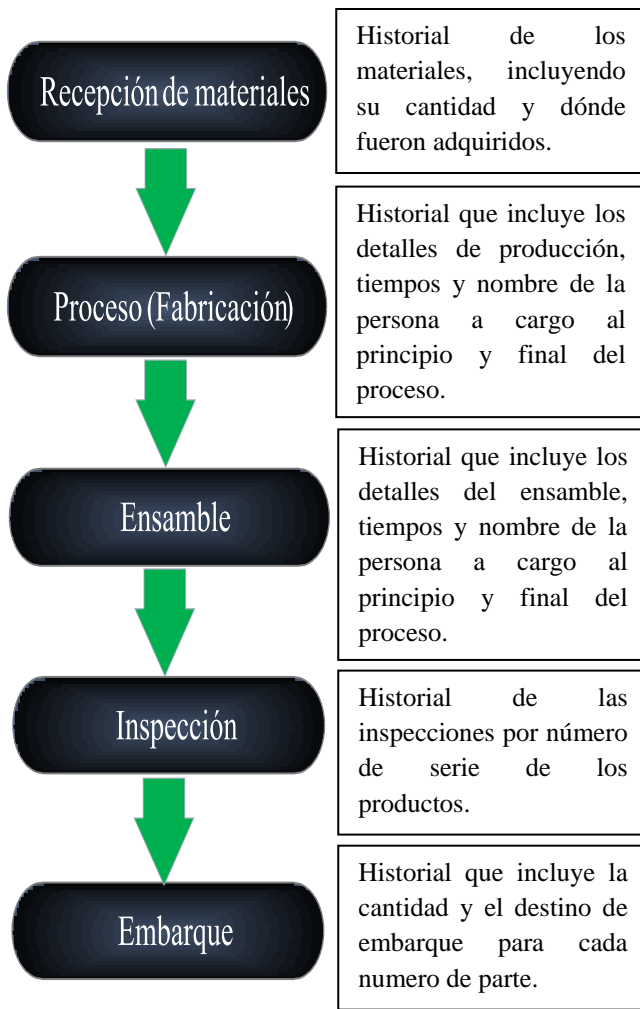 Recepción de materiales
Historial de los
materiales, incluyendo
su cantidad y dónde
fueron adquiridos.
Proceso (Fabricación)
Historial que incluye los
detalles de producción,
tiempos y nombre de la
persona a cargo al
principio y final del
proceso.
Ensamble
Historial que incluye los
detalles del ensamble,
tiempos y nombre de la
persona a cargo al
principio y final del
proceso.
Inspección
Historial de las
inspecciones por número
de serie de los
productos.
Embarque
Historial que incluye la
cantidad y el destino de
embarque para cada
numero de parte.